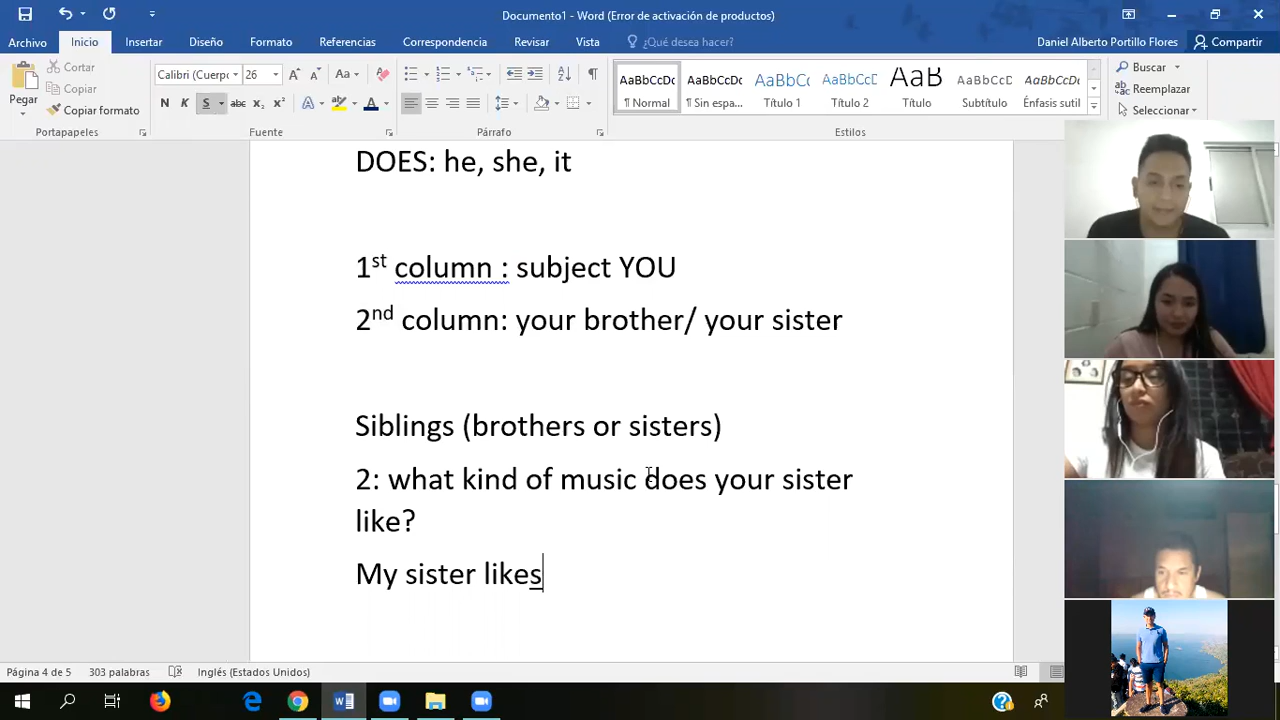 Documento1 - Word (Error de activación de productos)
Archivo Inicio Insertar Diseño Formato Referencias Correspondencia Revisar Vista ¿Qué desea hacer? Daniel Alberto Portillo Flores Compartir
Pegar
Cortar
Copiar
Copiar formato
Portapapeles
Calibri (Cuerpo 26
Fuente
Párrafo
AaBbCcDc AaBbCcDc AaBbCc AaBbCcD AaB AaBbCcD AaBbCcDc
¶ Normal ¶ Sin espa... Título 1 Título 2 Título Subtítulo Énfasis sutil
Estilos
Buscar
Reemplazar
Seleccionar
DOES: he, she, it
1st column : subject YOU
2nd column: your brother/ your sister
Siblings (brothers or sisters)
2: what kind of music does your sister
like?
My sister likes
Página 4 de 5 303 palabras Inglés (Estados Unidos)